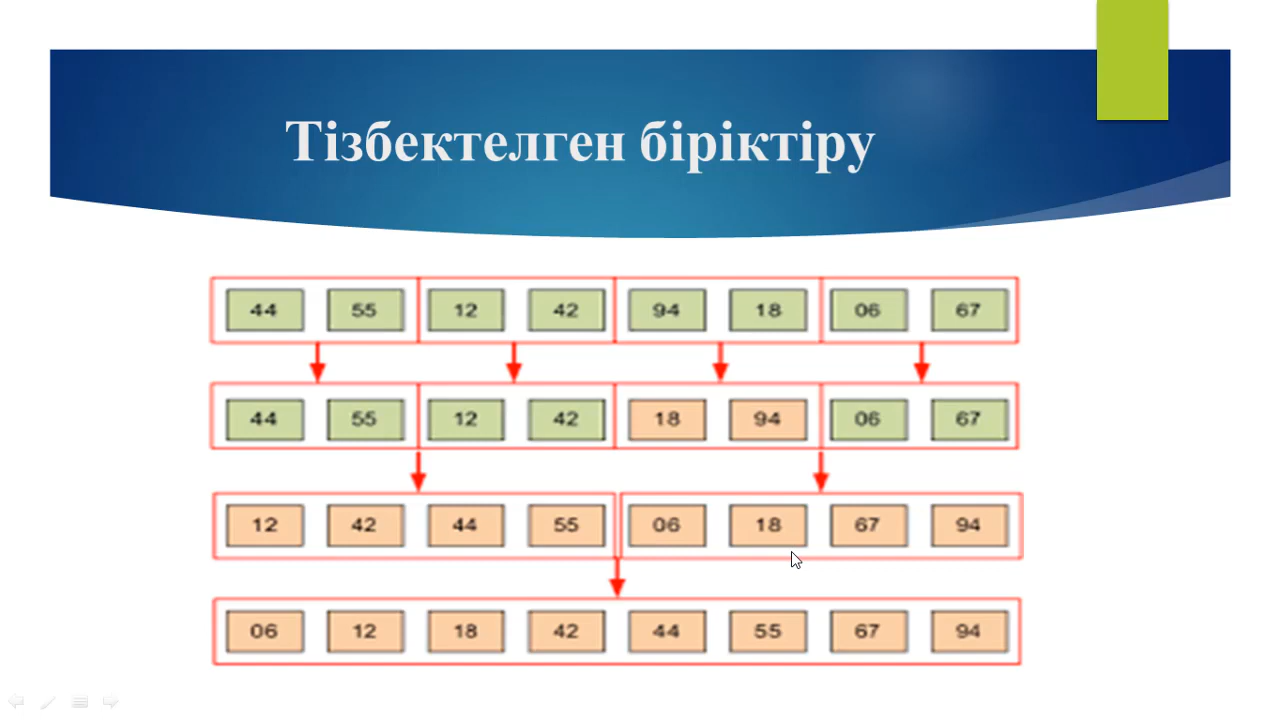 Тізбектелген біріктіру
44 55 12 42 94 18 06 67
44 55 12 42 18 94 06 67
12 42 44 55 06 18 67 94
06 12 18 42 44 55 67 94